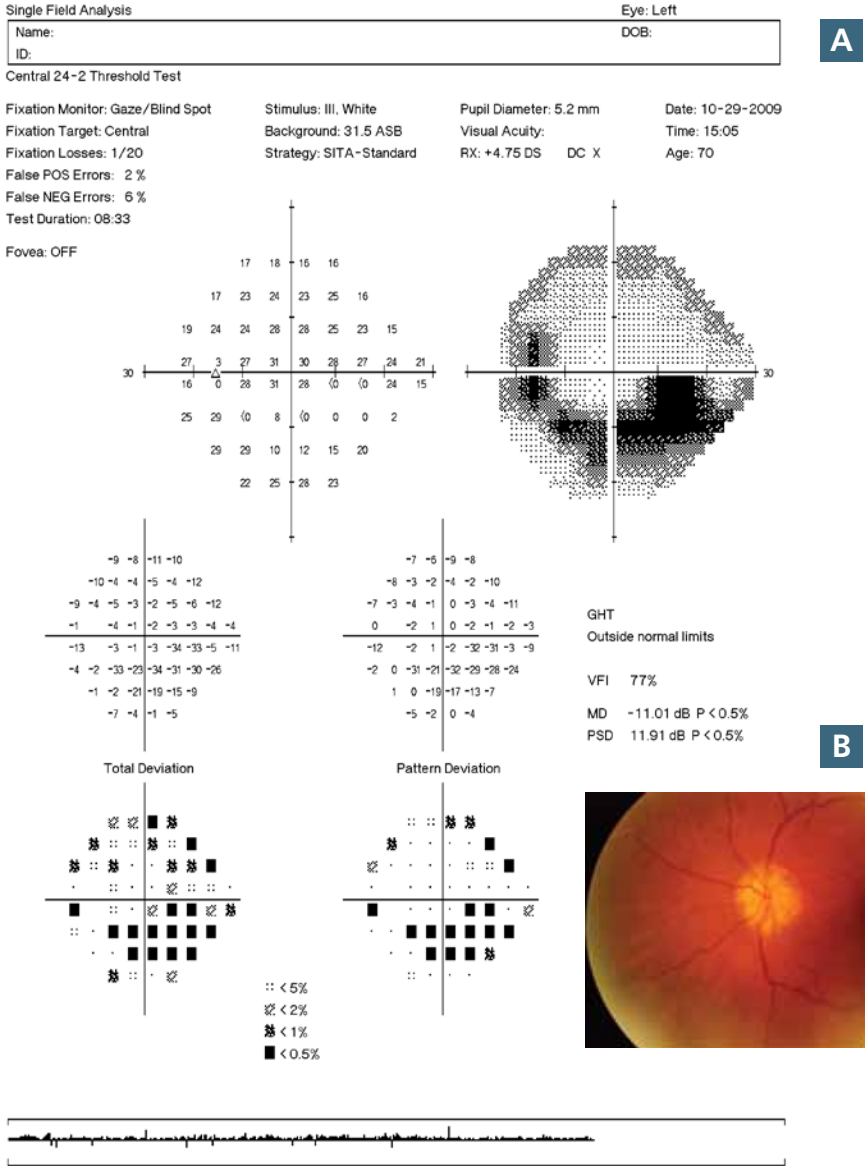 Single Field Analysis Eye: Left
A
Name: DOB:
ID:
Central 24-2 Threshold Test
Fixation Monitor: Gaze/Blind Spot Stimulus: III, White Pupil Diameter: 5.2 mm Date: 10-29-2009
Fixation Target: Central Background: 31.5 ASB Visual Acuity: Time: 15:05
Fixation Losses: 1/20 Strategy: SITA-Standard RX: +4.75 DS DC X Age: 70
False POS Errors: 2 %
False NEG Errors: 6 %
Test Duration: 08:33
Fovea: OFF
17 18 16 16
17 23 24 23 25 16
19 24 24 28 28 25 23 15
27 3 27 31 30 28 27 24 21
30 30
16 0 28 31 28 <0 <0 24 15
25 29 <0 8 <0 0 0 2
29 29 10 12 15 20
22 25 28 23
-9 -8 -11 -10 -7 -6 -9 -8
-10 -4 -4 -5 -4 -12 -8 -3 -2 -4 -2 -10
-9 -4 -5 -3 -2 -5 -6 -12 -7 -3 -4 -1 0 -3 -4 -11
-1 -4 -1 -2 -3 -3 -4 -4 0 -2 1 0 -2 -1 -2 -3
-13 -3 -1 -3 -34 -33 -5 -11 -12 -2 1 -2 -32 -31 -3 -9
-4 -2 -33 -23 -34 -31 -30 -26 -2 0 -31 -21 -32 -29 -28 -24
-1 -2 -21 -19 -15 -9 1 0 -19 -17 -13 -7
-7 -4 -1 -5 -5 -2 0 -4
GHT
Outside normal limits
VFI 77%
MD -11.01 dB P < 0.5%
PSD 11.91 dB P < 0.5%
B
Total Deviation Pattern Deviation
< 5%
< 2%
< 1%
< 0.5%